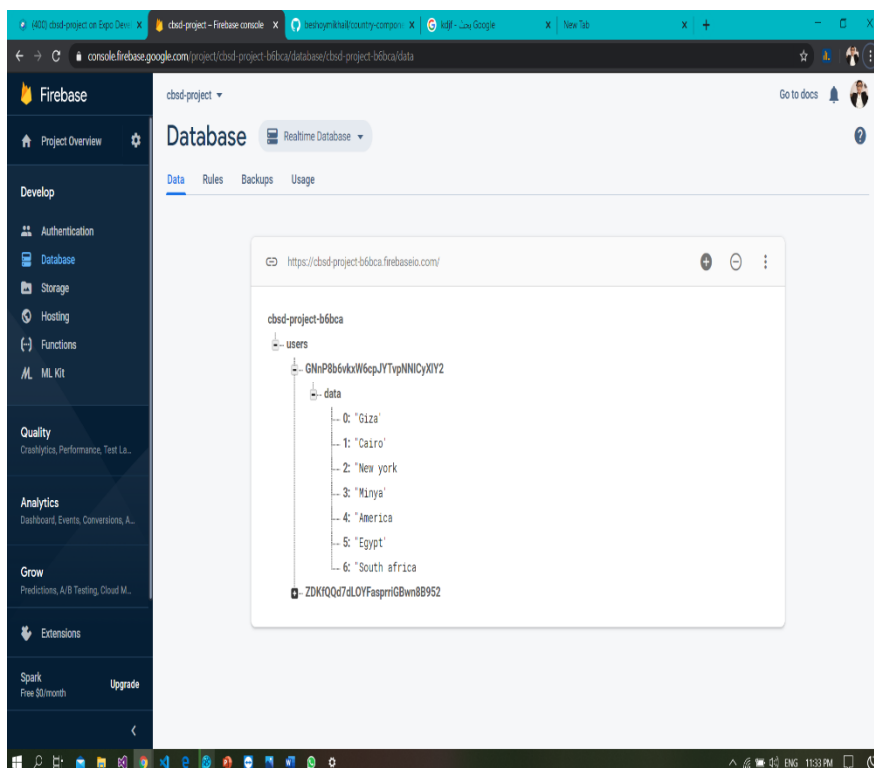 (400) cbsd-project on Expo Devel
cbsd-project – Firebase console
beshoymikhail/country-compon
kdjf - بحث Google
New Tab
console.firebase.google.com/project/cbsd-project-b6bca/database/cbsd-project-b6bca/data
Firebase
cbsd-project
Go to docs
Project Overview
Database
Realtime Database
Data Rules Backups Usage
Develop
Authentication
Database
Storage
Hosting
Functions
ML Kit
https://cbsd-project-b6bca.firebaseio.com/
cbsd-project-b6bca
users
GNnP8b6vkxW6cpJYTvpNNICyXIY2
data
0: "Giza"
1: "Cairo"
2: "New york
3: "Minya"
4: "America
5: "Egypt"
6: "South africa
ZDKfQQd7dLOYFasprriGBwn8B952
Quality
Crashlytics, Performance, Test La...
Analytics
Dashboard, Events, Conversions, A...
Grow
Predictions, A/B Testing, Cloud M...
Extensions
Spark
Free $0/month
Upgrade
ENG 11:33 PM